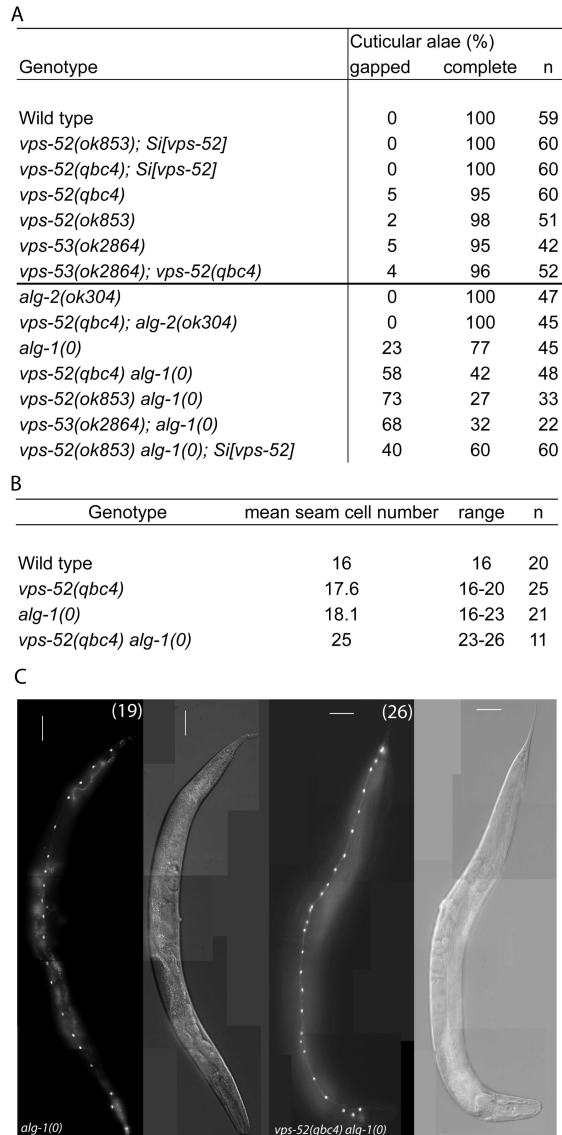 A
Cuticular alae (%)
Genotype gapped complete n
Wild type 0 100 59
vps-52(ok853); Si[vps-52] 0 100 60
vps-52(qbc4); Si[vps-52] 0 100 60
vps-52(qbc4) 5 95 60
vps-52(ok853) 2 98 51
vps-53(ok2864) 5 95 42
vps-53(ok2864); vps-52(qbc4) 4 96 52
alg-2(ok304) 0 100 47
vps-52(qbc4); alg-2(ok304) 0 100 45
alg-1(0) 23 77 45
vps-52(qbc4) alg-1(0) 58 42 48
vps-52(ok853) alg-1(0) 73 27 33
vps-53(ok2864); alg-1(0) 68 32 22
vps-52(ok853) alg-1(0); Si[vps-52] 40 60 60
B
Genotype mean seam cell number range n
Wild type 16 16 20
vps-52(qbc4) 17.6 16-20 25
alg-1(0) 18.1 16-23 21
vps-52(qbc4) alg-1(0) 25 23-26 11
C
(19) (26)
alg-1(0) vps-52(qbc4) alg-1(0)